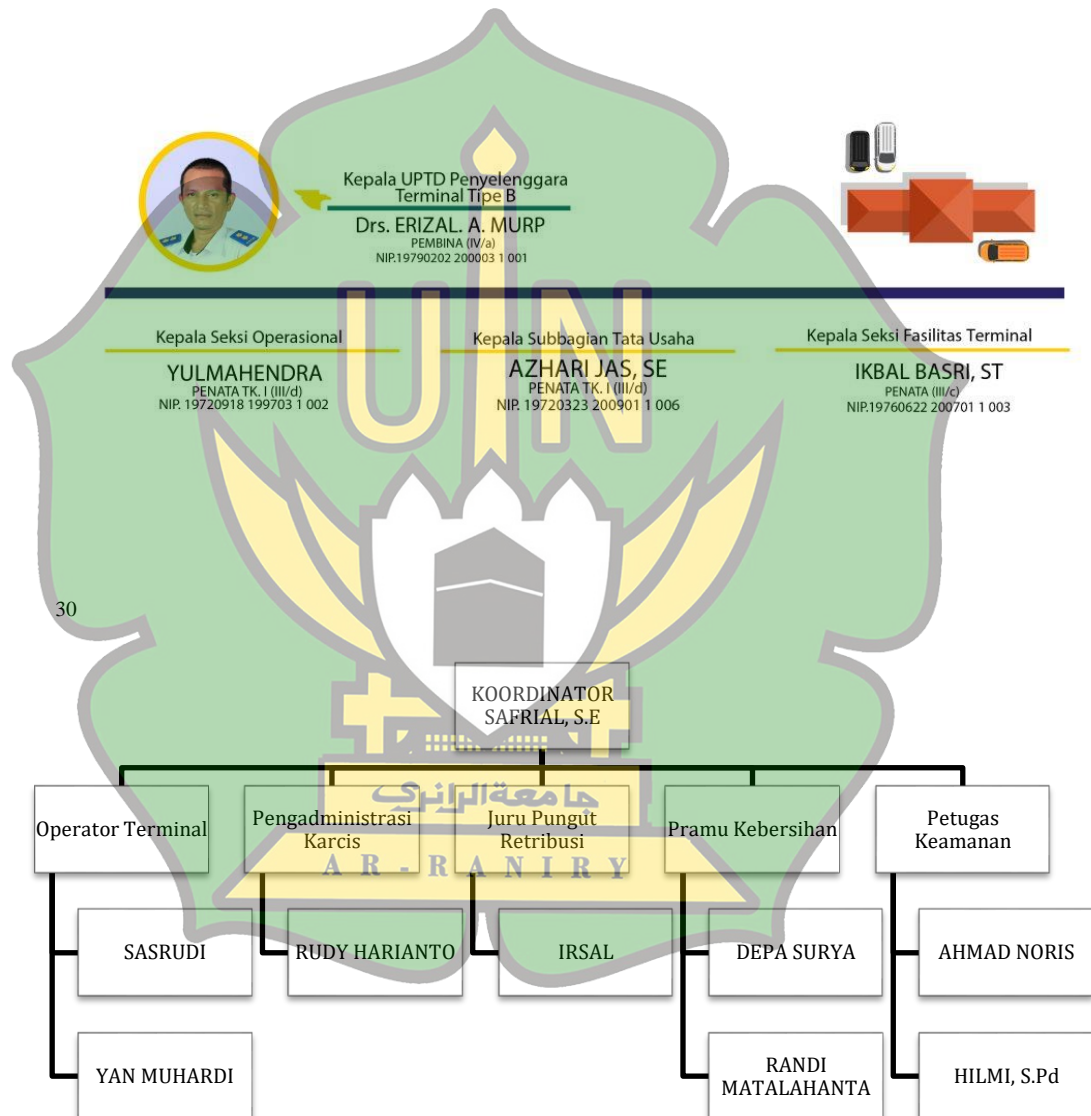 Kepala UPTD Penyelenggara
Terminal Tipe B
Drs. ERIZAL. A. MURP
PEMBINA (IV/a)
NIP.19790202 200003 1 001
Kepala Seksi Operasional
YULMAHENDRA
PENATA TK. I (III/d)
NIP. 19720918 199703 1 002
Kepala Subbagian Tata Usaha
AZHARI JAS, SE
PENATA TK. I (III/d)
NIP. 19720323 200901 1 006
Kepala Seksi Fasilitas Terminal
IKBAL BASRI, ST
PENATA (III/c)
NIP.19760622 200701 1 003
UIN
30
KOORDINATOR
SAFRIAL, S.E
جامعة الرانري
AR-RANIRY
Operator Terminal
Pengadministrasi
Karcis
Juru Pungut
Retribusi
Pramu Kebersihan
Petugas
Keamanan
SASRUDI
RUDY HARIANTO
IRSAL
DEPA SURYA
AHMAD NORIS
YAN MUHARDI
RANDI
MATALAHANTA
HILMI, S.Pd